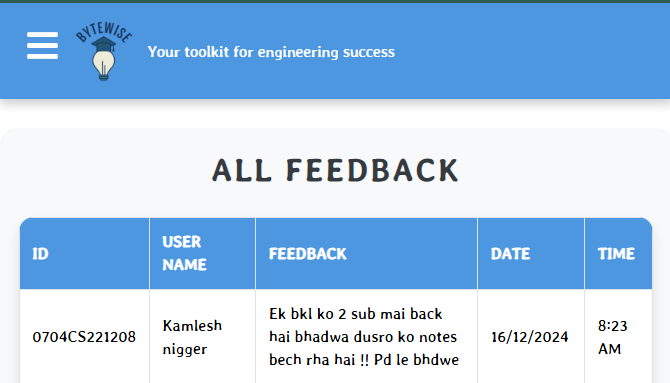 BYTEWISE
Your toolkit for engineering success
ALL FEEDBACK
ID
USER
NAME
FEEDBACK
DATE
TIME
0704CS221208
Kamlesh
nigger
Ek bkl ko 2 sub mai back
hai bhadwa dusro ko notes
bech rha hai !! Pd le bhdwe
16/12/2024
8:23
AM